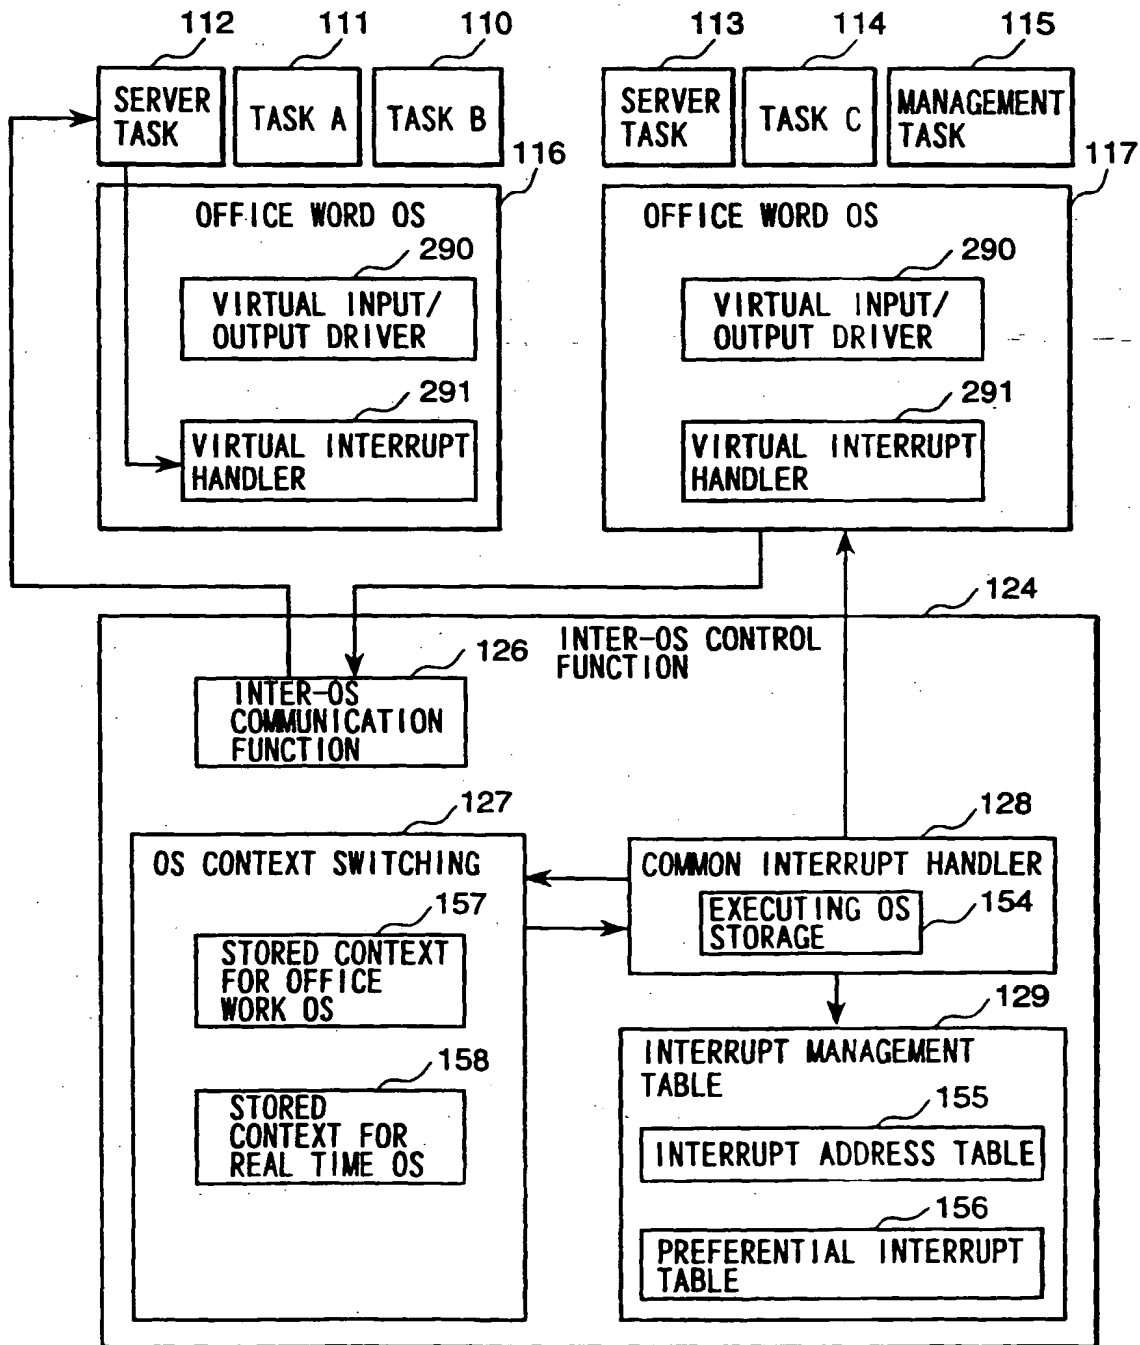 112 111 110 113 114 115
SERVER TASK
TASK A
TASK B
SERVER TASK
TASK C
MANAGEMENT TASK
116
117
OFFICE WORD OS
OFFICE WORD OS
290
290
VIRTUAL INPUT/
OUTPUT DRIVER
VIRTUAL INPUT/
OUTPUT DRIVER
291
291
VIRTUAL INTERRUPT
HANDLER
VIRTUAL INTERRUPT
HANDLER
124
INTER-OS CONTROL
FUNCTION
126
INTER-OS
COMMUNICATION
FUNCTION
127
OS CONTEXT SWITCHING
157
STORED CONTEXT
FOR OFFICE
WORK OS
158
STORED
CONTEXT FOR
REAL TIME OS
128
COMMON INTERRUPT HANDLER
EXECUTING OS
STORAGE
154
129
INTERRUPT MANAGEMENT
TABLE
155
INTERRUPT ADDRESS TABLE
156
PREFERENTIAL INTERRUPT
TABLE